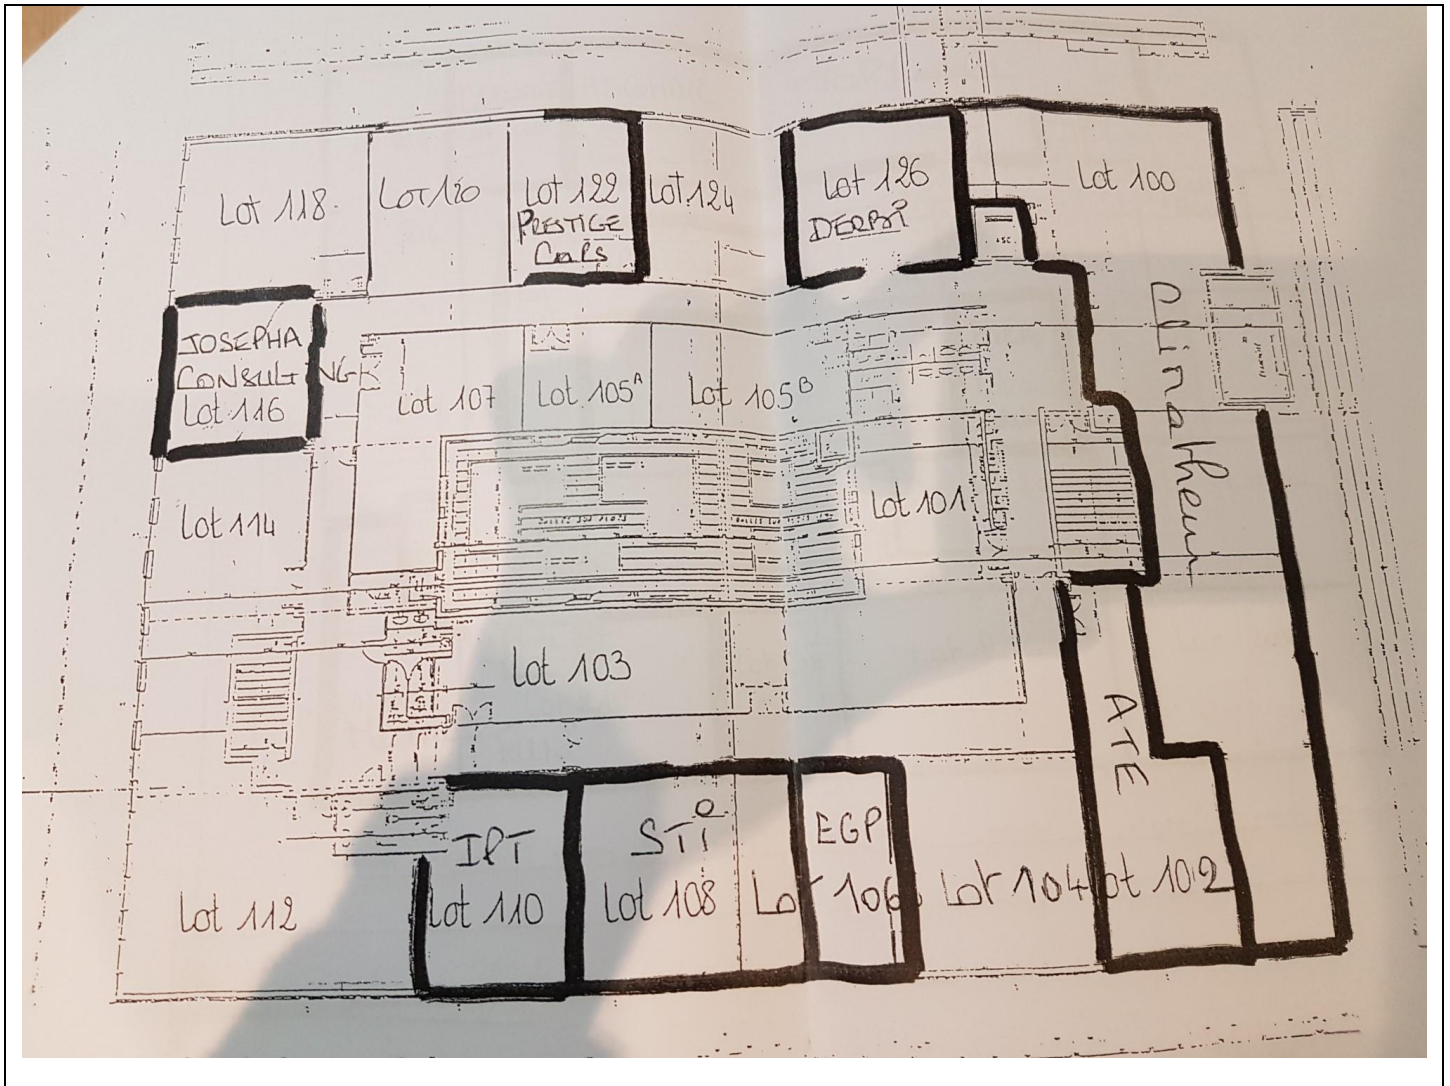 Lot 118
Lot 120
Lot 122
PRESTIGE
CARS
Lot 124
Lot 126
DERBI
Lot 100
ASC
JOSEPHA
CONSULTING
Lot 116
Lot 107
Lot 105A
Lot 105B
Lot 114
Lot 101
Lot 103
ATE
IPT
Lot 110
STi
Lot 108
EGP
Lot 106
Lot 104
Lot 102
Lot 112